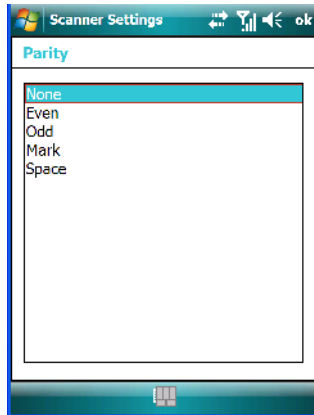 Scanner Settings ok
Parity
None
Even
Odd
Mark
Space